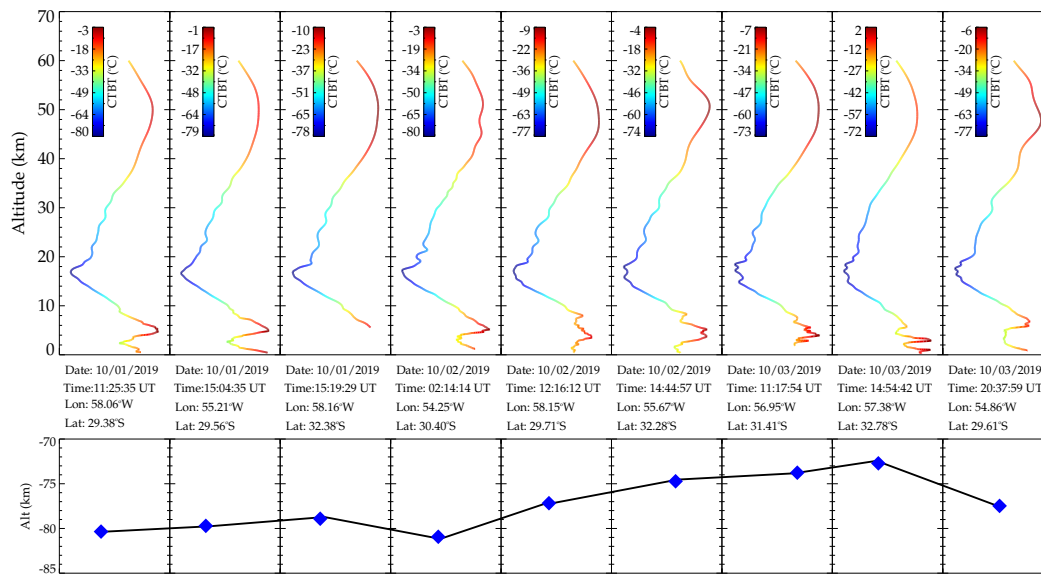 70
60
50
40
30
20
10
0
Altitude (km)
-3
-18
-33
-49
-64
-80
CTBT (°C)
-1
-17
-32
-48
-63
-79
CTBT (°C)
-10
-23
-37
-51
-64
-78
CTBT (°C)
-3
-19
-34
-49
-65
-80
CTBT (°C)
-9
-22
-36
-50
-63
-77
CTBT (°C)
-4
-18
-32
-46
-60
-74
CTBT (°C)
-7
-20
-34
-47
-60
-73
CTBT (°C)
2
-12
-27
-42
-57
-72
CTBT (°C)
-6
-20
-34
-48
-63
-77
CTBT (°C)
Date: 10/01/2019
Time:11:25:35 UT
Lon: 58.06°W
Lat: 29.38°S
Date: 10/01/2019
Time:15:04:35 UT
Lon: 55.21°W
Lat: 29.56°S
Date: 10/01/2019
Time:15:19:29 UT
Lon: 58.16°W
Lat: 32.38°S
Date: 10/02/2019
Time:02:14:14 UT
Lon: 54.25°W
Lat: 30.40°S
Date: 10/02/2019
Time:12:16:12 UT
Lon: 58.15°W
Lat: 29.71°S
Date: 10/02/2019
Time:14:44:57 UT
Lon: 55.67°W
Lat: 32.28°S
Date: 10/03/2019
Time:11:17:54 UT
Lon: 56.95°W
Lat: 31.41°S
Date: 10/03/2019
Time:14:54:42 UT
Lon: 57.38°W
Lat: 32.78°S
Date: 10/03/2019
Time:20:37:59 UT
Lon: 54.86°W
Lat: 29.61°S
-70
-75
-80
-85
Alt (km)